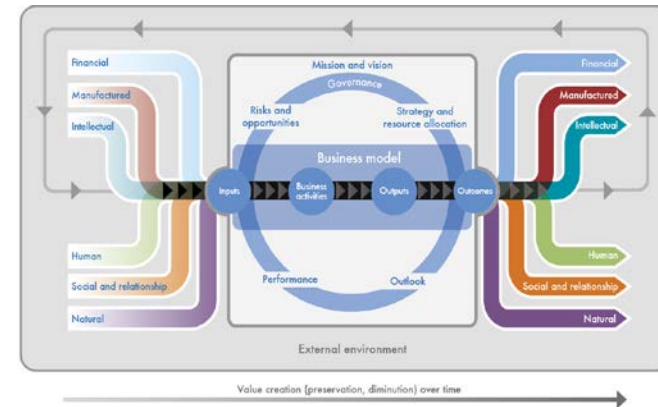 Financial
Manufactured
Intellectual
Human
Social and relationship
Natural
Mission and vision
Governance
Risks and
opportunities
Strategy and
resource allocation
Business model
Inputs
Business
activities
Outputs
Outcomes
Performance
Outlook
Financial
Manufactured
Intellectual
Human
Social and relationship
Natural
External environment
Value creation (preservation, diminution) over time